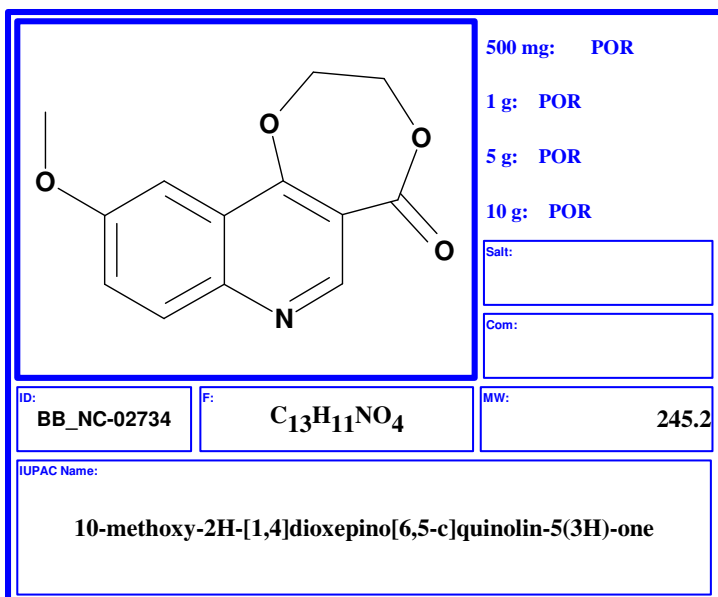 500 mg: POR
1 g: POR
5 g: POR
10 g: POR
O
O
O
O
N
Salt:
Com:
ID:
BB_NC-02734
F:
C13H11NO4
MW:
245.2
IUPAC Name:
10-methoxy-2H-[1,4]dioxepino[6,5-c]quinolin-5(3H)-one